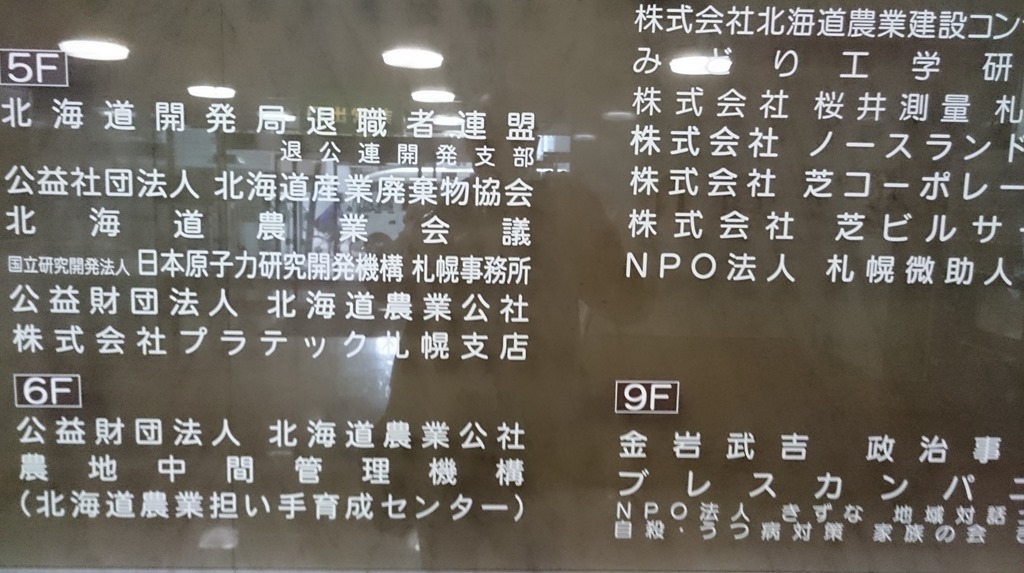 5F
北海道開発局退職者連盟
退公連開発支部
公益社団法人 北海道産業廃棄物協会
北海道農業会議
国立研究開発法人 日本原子力研究開発機構 札幌事務所
公益財団法人 北海道農業公社
株式会社プラテック札幌支店
6F
公益財団法人 北海道農業公社
農地中間管理機構
(北海道農業担い手育成センター)
株式会社北海道農業建設コン
みどり工学研
株式会社 桜井測量札
株式会社 ノースランド
株式会社 芝コーポレー
株式会社 芝ビルサー
NPO法人 札幌微助人
9F
金岩武吉 政治事
ブレスカンパニ
NPO法人 きずな 地域対話
自殺・うつ病対策 家族の会 き